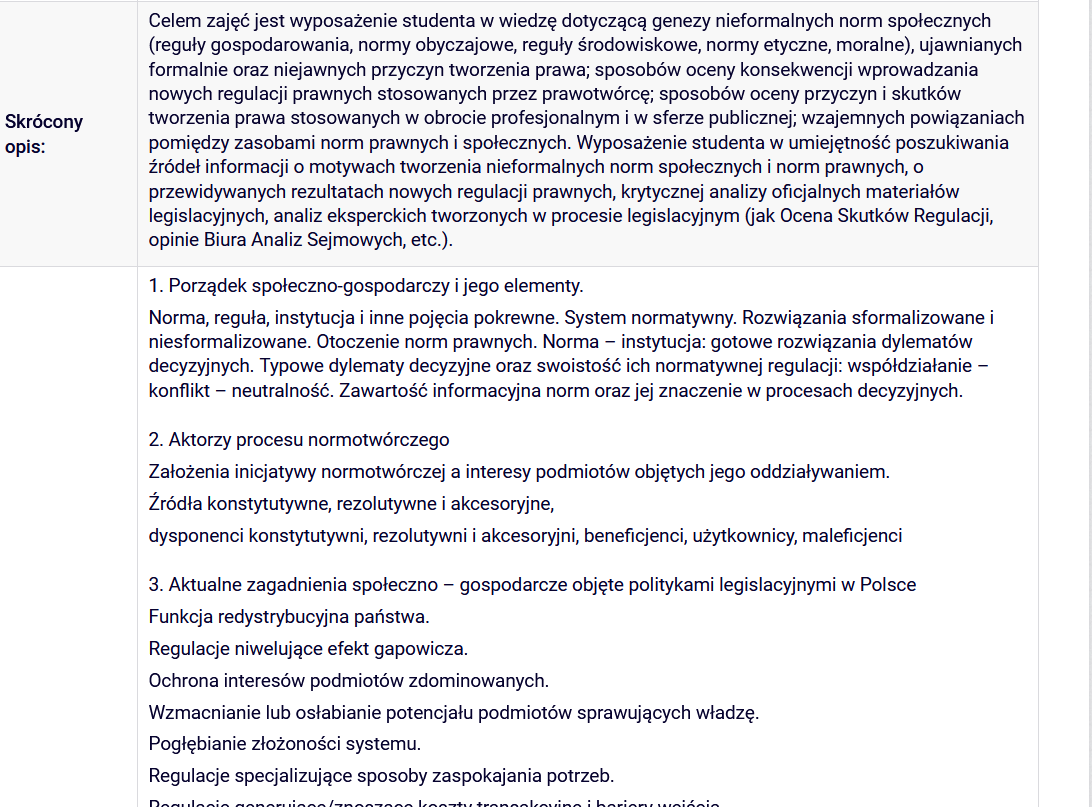 Skrócony
opis:
Celem zajęć jest wyposażenie studenta w wiedzę dotyczącą genezy nieformalnych norm społecznych
(reguły gospodarowania, normy obyczajowe, reguły środowiskowe, normy etyczne, moralne), ujawnianych
formalnie oraz niejawnych przyczyn tworzenia prawa; sposobów oceny konsekwencji wprowadzania
nowych regulacji prawnych stosowanych przez prawotwórcę; sposobów oceny przyczyn i skutków
tworzenia prawa stosowanych w obrocie profesjonalnym i w sferze publicznej; wzajemnych powiązaniach
pomiędzy zasobami norm prawnych i społecznych. Wyposażenie studenta w umiejętność poszukiwania
źródeł informacji o motywach tworzenia nieformalnych norm społecznych i norm prawnych, o
przewidywanych rezultatach nowych regulacji prawnych, krytycznej analizy oficjalnych materiałów
legislacyjnych, analiz eksperckich tworzonych w procesie legislacyjnym (jak Ocena Skutków Regulacji,
opinie Biura Analiz Sejmowych, etc.).
1. Porządek społeczno-gospodarczy i jego elementy.
Norma, reguła, instytucja i inne pojęcia pokrewne. System normatywny. Rozwiązania sformalizowane i
niesformalizowane. Otoczenie norm prawnych. Norma – instytucja: gotowe rozwiązania dylematów
decyzyjnych. Typowe dylematy decyzyjne oraz swoistość ich normatywnej regulacji: współdziałanie –
konflikt – neutralność. Zawartość informacyjna norm oraz jej znaczenie w procesach decyzyjnych.
2. Aktorzy procesu normotwórczego
Założenia inicjatywy normotwórczej a interesy podmiotów objętych jego oddziaływaniem.
Źródła konstytutywne, rezolutywne i akcesoryjne,
dysponenci konstytutywni, rezolutywni i akcesoryjni, beneficjenci, użytkownicy, maleficjenci
3. Aktualne zagadnienia społeczno – gospodarcze objęte politykami legislacyjnymi w Polsce
Funkcja redystrybucyjna państwa.
Regulacje niwelujące efekt gapowicza.
Ochrona interesów podmiotów zdominowanych.
Wzmacnianie lub osłabianie potencjału podmiotów sprawujących władzę.
Pogłębianie złożoności systemu.
Regulacje specjalizujące sposoby zaspokajania potrzeb.
Regulacje generujące/znoszące koszty transakcyjne i bariery wejścia